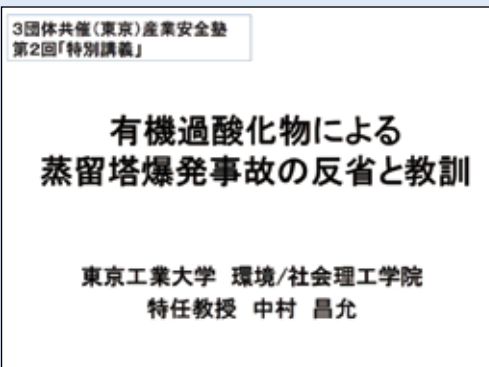 3団体共催(東京)産業安全塾
第2回「特別講義」
有機過酸化物による
蒸留塔爆発事故の反省と教訓
東京工業大学 環境/社会理工学院
特任教授 中村 昌允